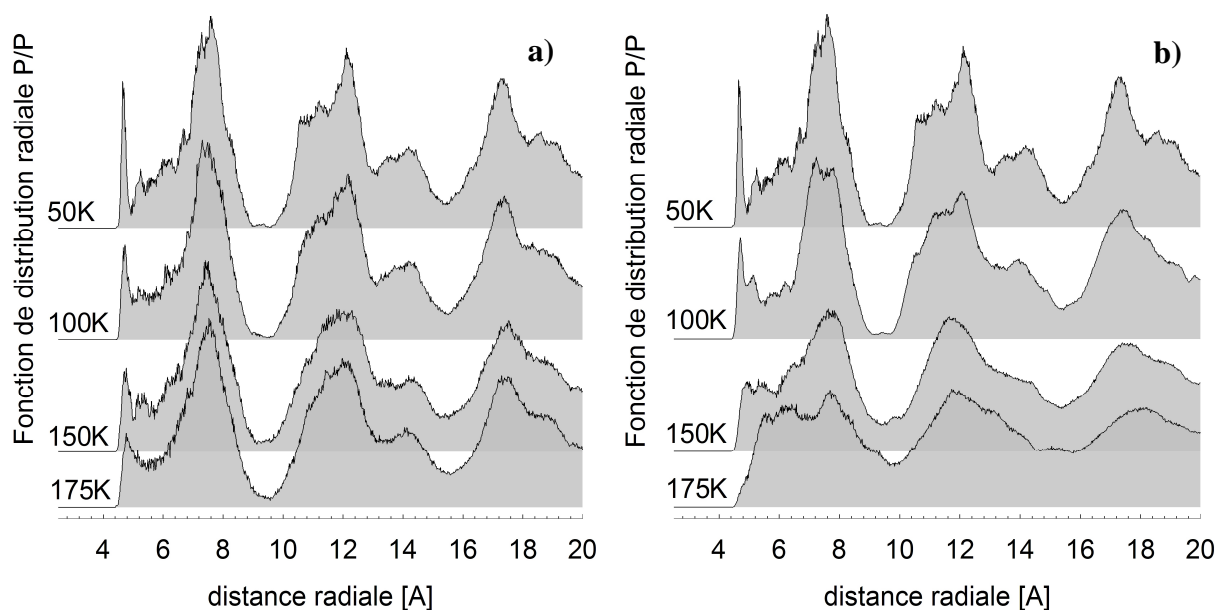 Fonction de distribution radiale P/P
a)
50K
100K
150K
175K
4 6 8 10 12 14 16 18 20
distance radiale [A]
Fonction de distribution radiale P/P
b)
50K
100K
150K
175K
4 6 8 10 12 14 16 18 20
distance radiale [A]